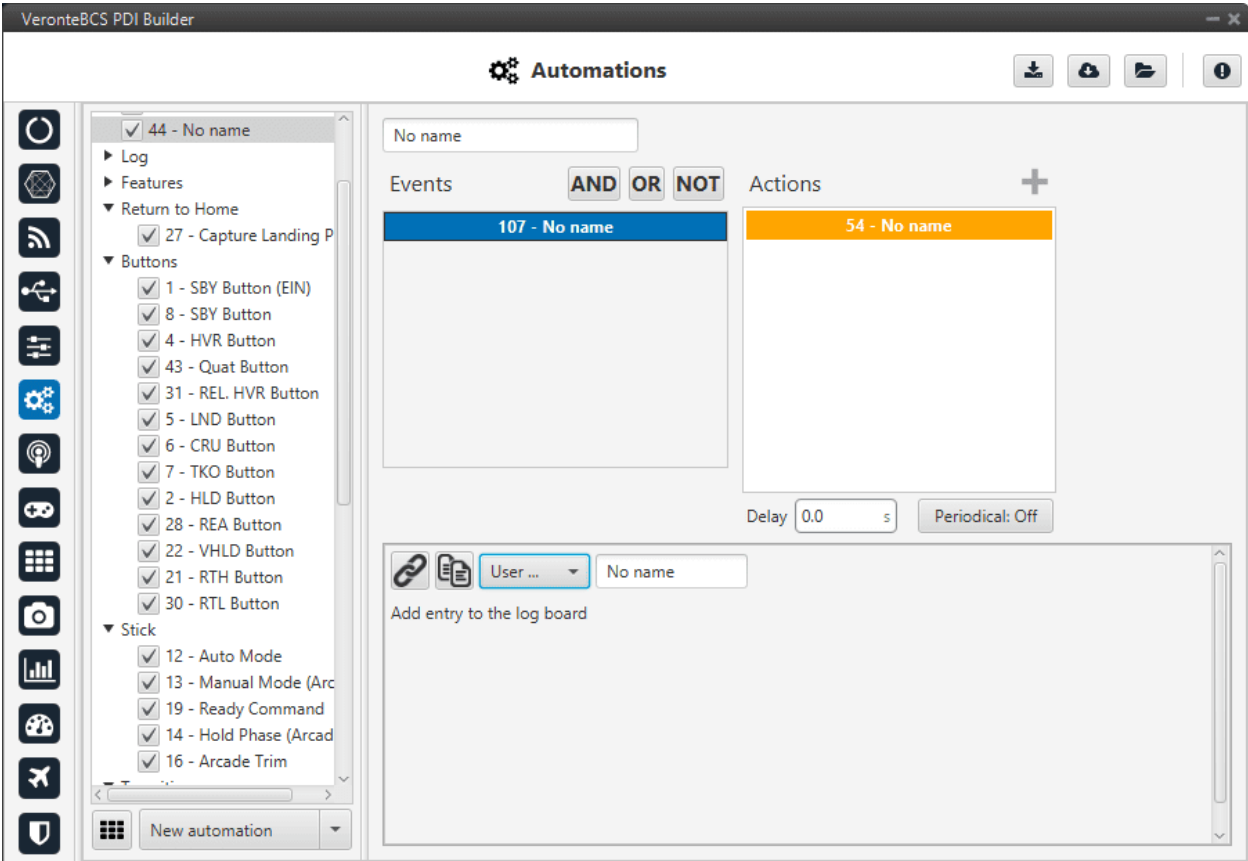 VeronteBCS PDI Builder
Automations
44 - No name
Log
Features
Return to Home
27 - Capture Landing P
Buttons
1 - SBY Button (EIN)
8 - SBY Button
4 - HVR Button
43 - Quat Button
31 - REL. HVR Button
5 - LND Button
6 - CRU Button
7 - TKO Button
2 - HLD Button
28 - REA Button
22 - VHLD Button
21 - RTH Button
30 - RTL Button
Stick
12 - Auto Mode
13 - Manual Mode (Arc
19 - Ready Command
14 - Hold Phase (Arcad
16 - Arcade Trim
New automation
No name
Events AND OR NOT
107 - No name
Actions
54 - No name
Delay 0.0 s Periodical: Off
User ... No name
Add entry to the log board